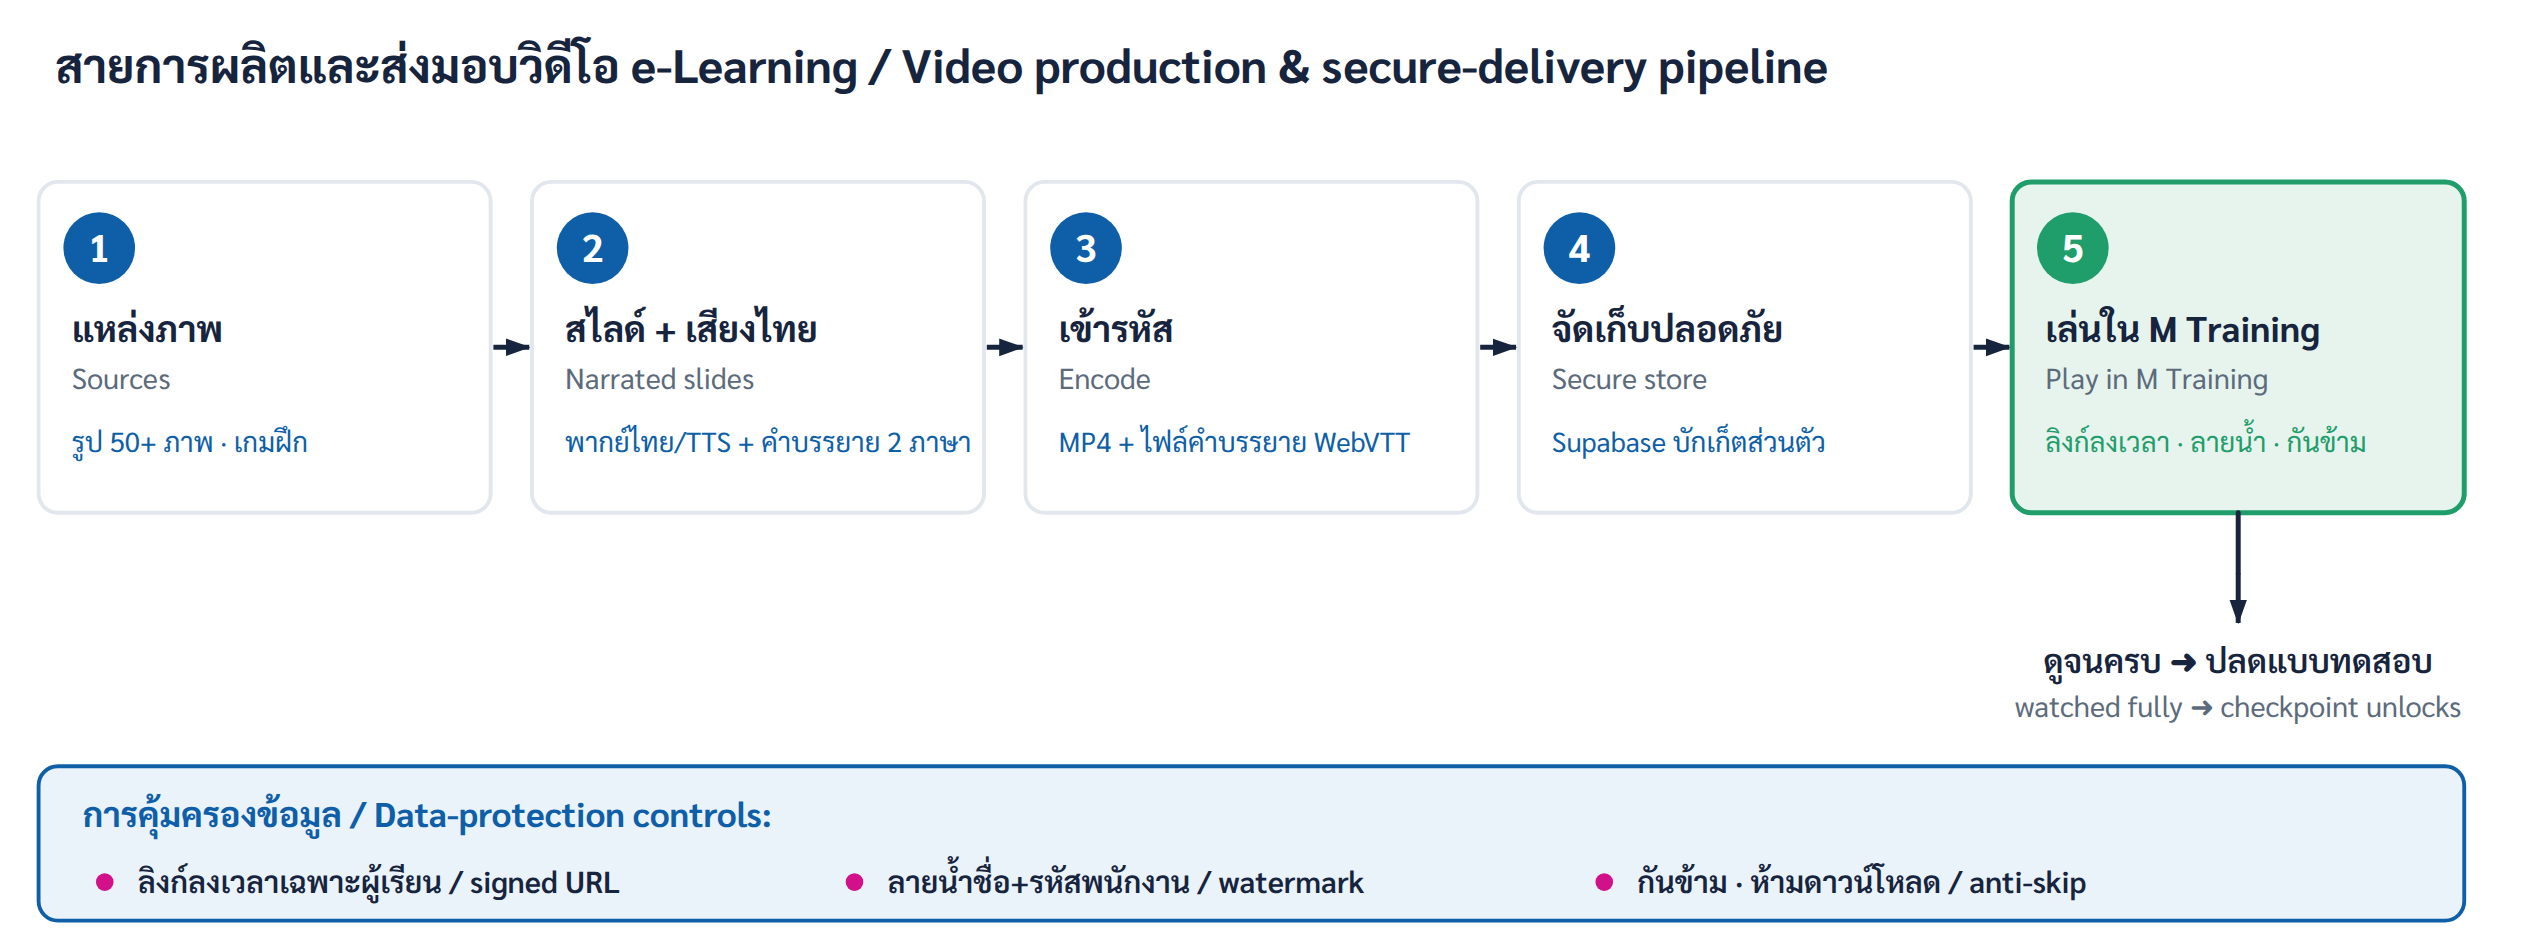 สายการผลิตและส่งมอบวิดีโอ e-Learning / Video production & secure-delivery pipeline
1
แหล่งภาพ
Sources
รูป 50+ ภาพ · เกมฝึก
2
สไลด์ + เสียงไทย
Narrated slides
พากย์ไทย/TTS + คำบรรยาย 2 ภาษา
3
เข้ารหัส
Encode
MP4 + ไฟล์คำบรรยาย WebVTT
4
จัดเก็บปลอดภัย
Secure store
Supabase บักเก็ตส่วนตัว
5
เล่นใน M Training
Play in M Training
ลิงก์ลงเวลา · ลายน้ำ · กันข้าม
ดูจนครบ ➜ ปลดแบบทดสอบ
watched fully ➜ checkpoint unlocks
การคุ้มครองข้อมูล / Data-protection controls:
ลิงก์ลงเวลาเฉพาะผู้เรียน / signed URL
ลายน้ำชื่อ+รหัสพนักงาน / watermark
กันข้าม · ห้ามดาวน์โหลด / anti-skip